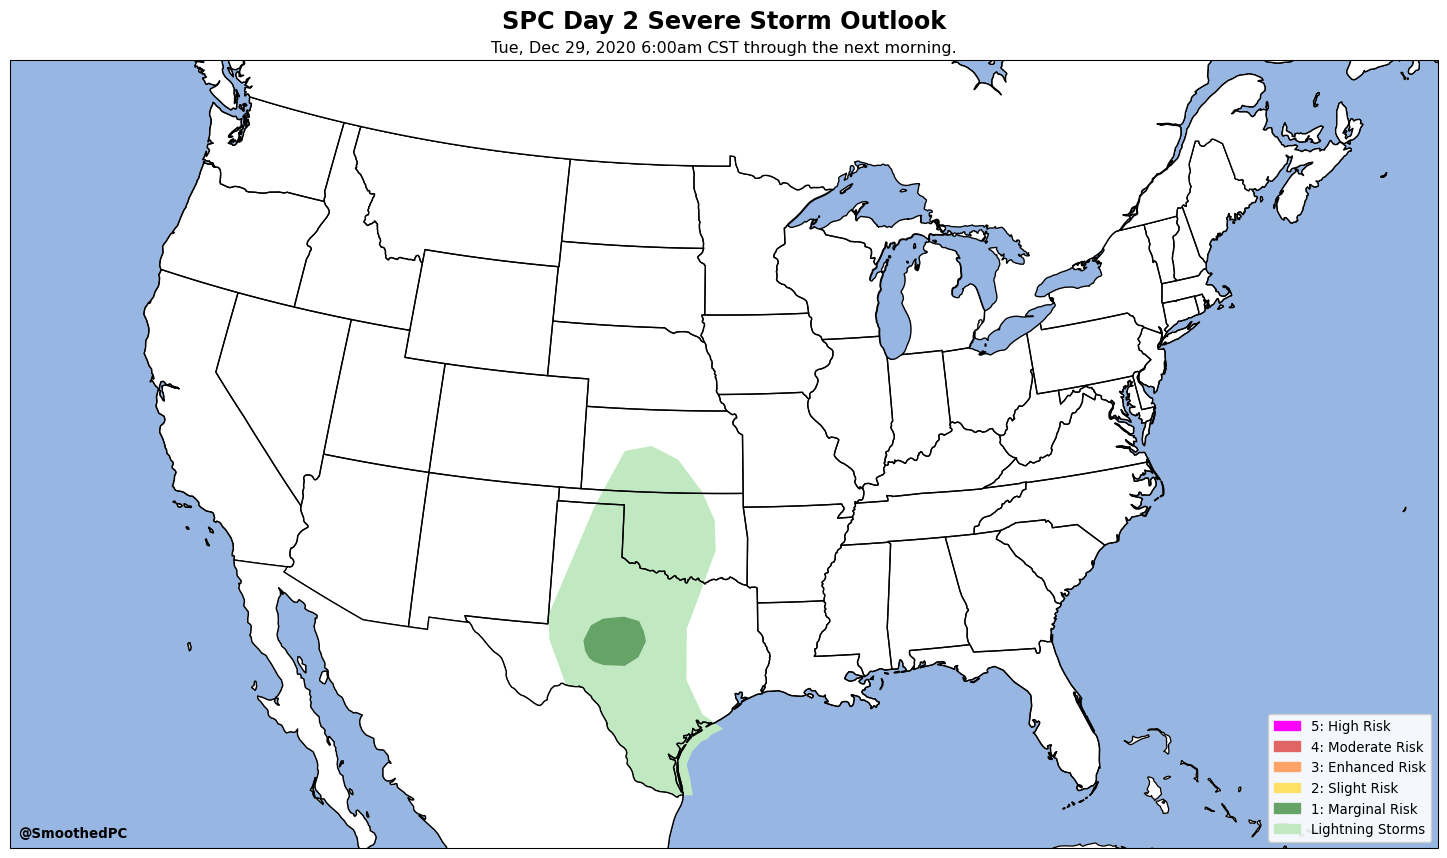 SPC Day 2 Severe Storm Outlook
Tue, Dec 29, 2020 6:00am CST through the next morning.
5: High Risk
4: Moderate Risk
3: Enhanced Risk
2: Slight Risk
1: Marginal Risk
Lightning Storms
@SmoothedPC